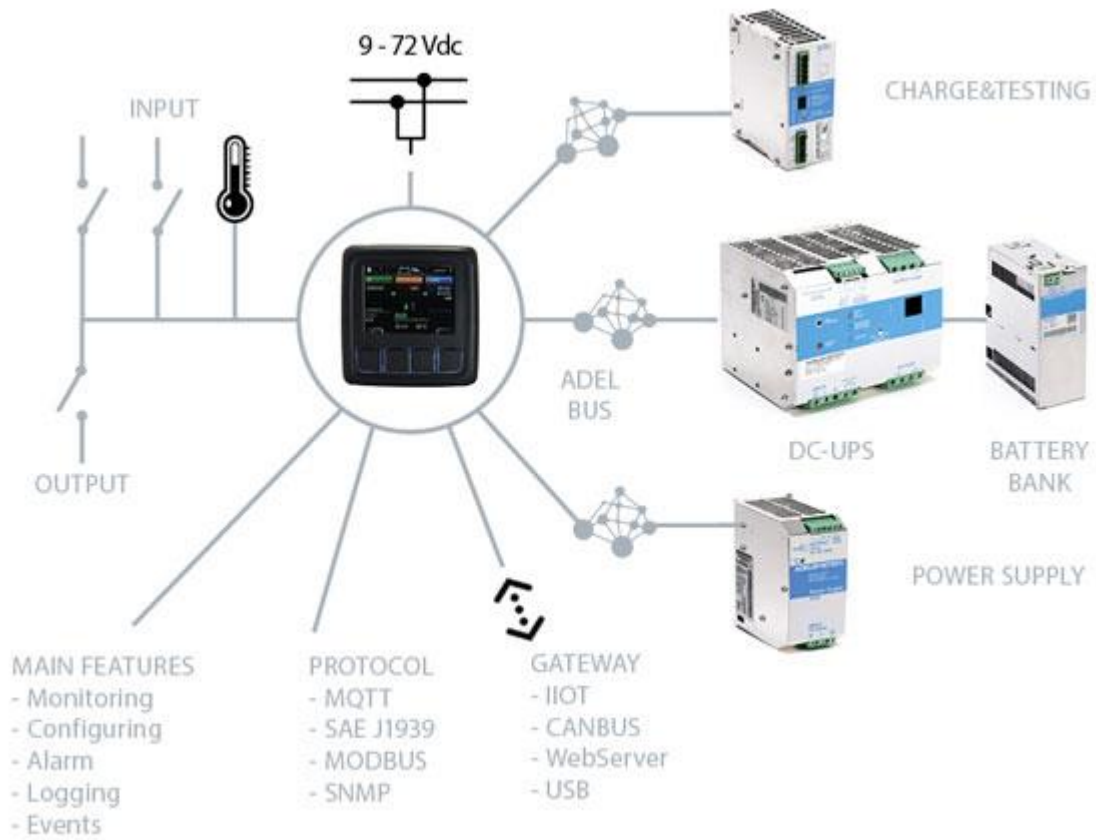 9 - 72 Vdc
INPUT
CHARGE&TESTING
ADEL
BUS
DC-UPS
BATTERY
BANK
OUTPUT
POWER SUPPLY
MAIN FEATURES
- Monitoring
- Configuring
- Alarm
- Logging
- Events
PROTOCOL
- MQTT
- SAE J1939
- MODBUS
- SNMP
GATEWAY
- IIOT
- CANBUS
- WebServer
- USB